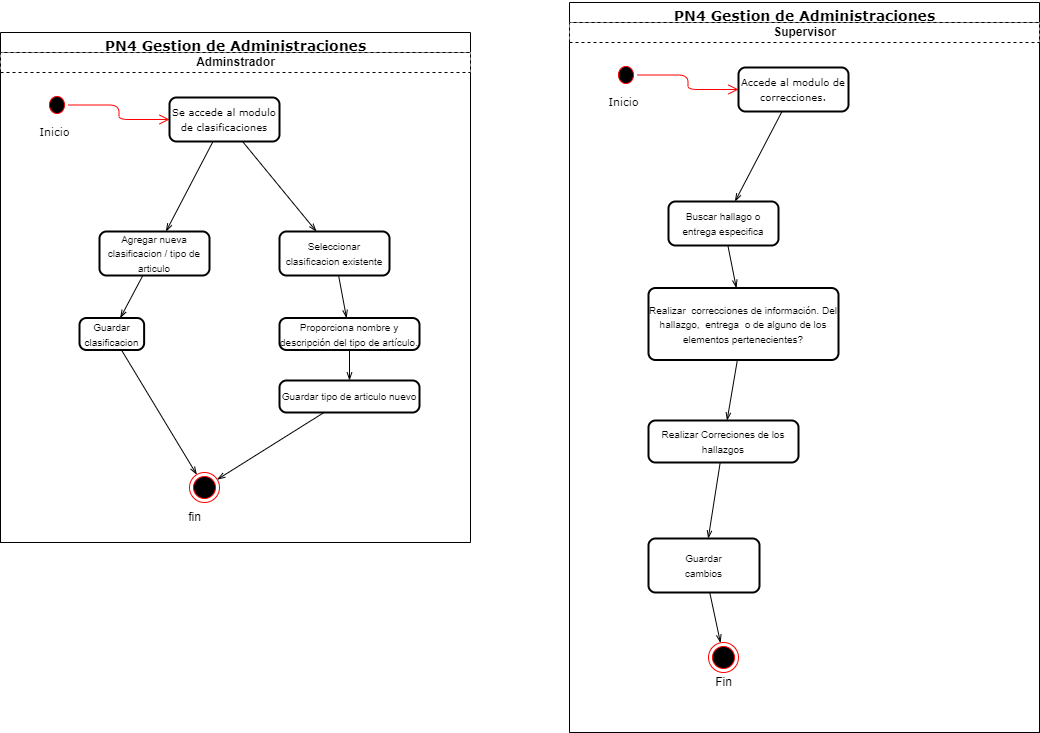 PN4 Gestion de Administraciones
Adminstrador
Inicio
Se accede al modulo
de clasificaciones
Agregar nueva
clasificacion / tipo de
articulo
Seleccionar
clasificacion existente
Guardar
clasificacion
Proporciona nombre y
descripción del tipo de artículo.
Guardar tipo de articulo nuevo
fin
PN4 Gestion de Administraciones
Supervisor
Inicio
Accede al modulo de
correcciones.
Buscar hallago o
entrega especifica
Realizar correcciones de información. Del
hallazgo, entrega o de alguno de los
elementos pertenecientes?
Realizar Correciones de los
hallazgos
Guardar
cambios
Fin